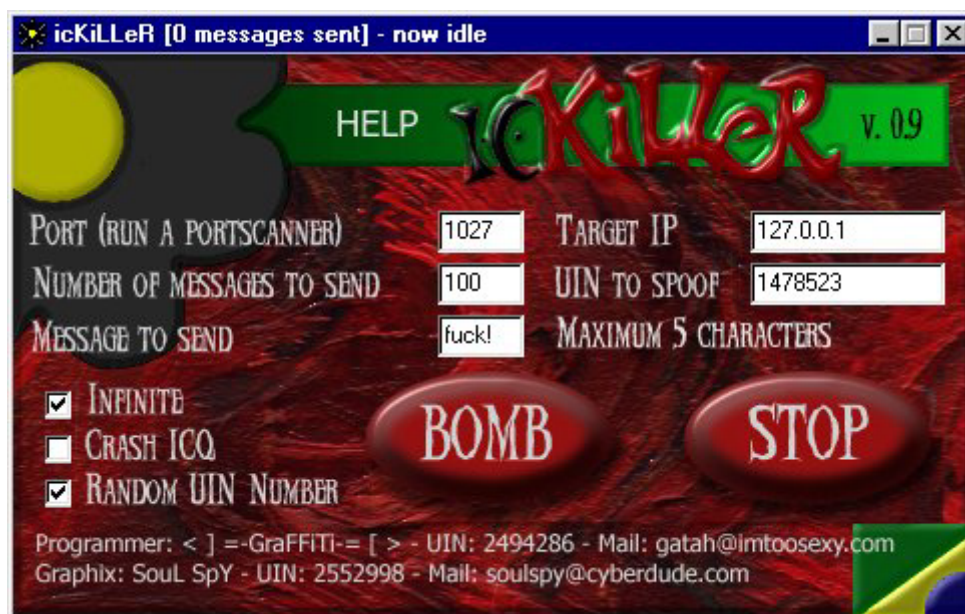 icKiLLeR [0 messages sent] - now idle
HELP icKiLLeR v. 0.9
Port (run a portscanner) 1027 Target IP 127.0.0.1
Number of messages to send 100 UIN to spoof 1478523
Message to send fuck! Maximum 5 characters
Infinite
Crash ICQ
Random UIN Number
BOMB STOP
Programmer: < ] =-GraFFiTi-= [ > - UIN: 2494286 - Mail: gatah@imtoosexy.com
Graphix: SouL SpY - UIN: 2552998 - Mail: soulspy@cyberdude.com